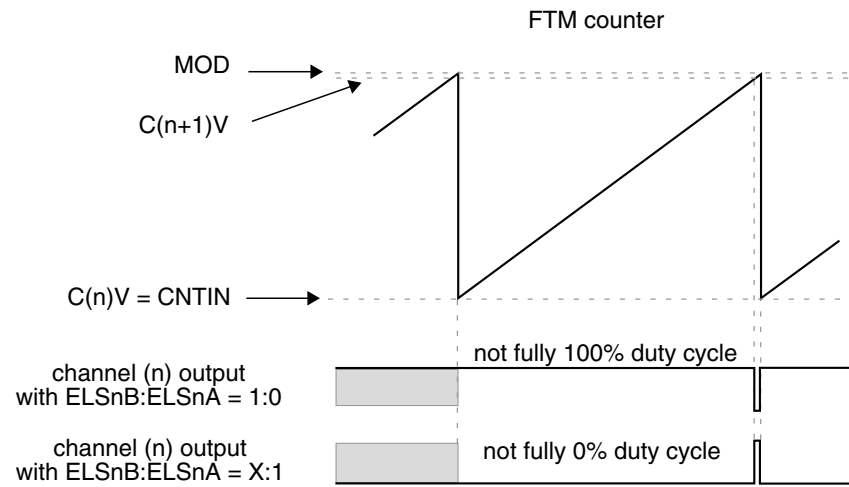 FTM counter
MOD
C(n+1)V
C(n)V = CNTIN
not fully 100% duty cycle
channel (n) output
with ELSnB:ELSnA = 1:0
channel (n) output
with ELSnB:ELSnA = X:1
not fully 0% duty cycle